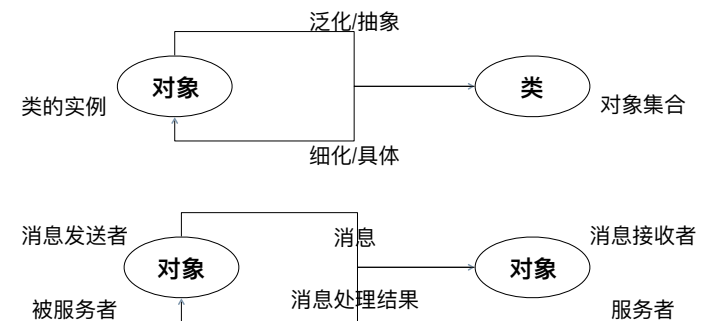 泛化/抽象
对象
类
类的实例
对象集合
细化/具体
消息发送者
消息
消息接收者
对象
对象
消息处理结果
被服务者
服务者